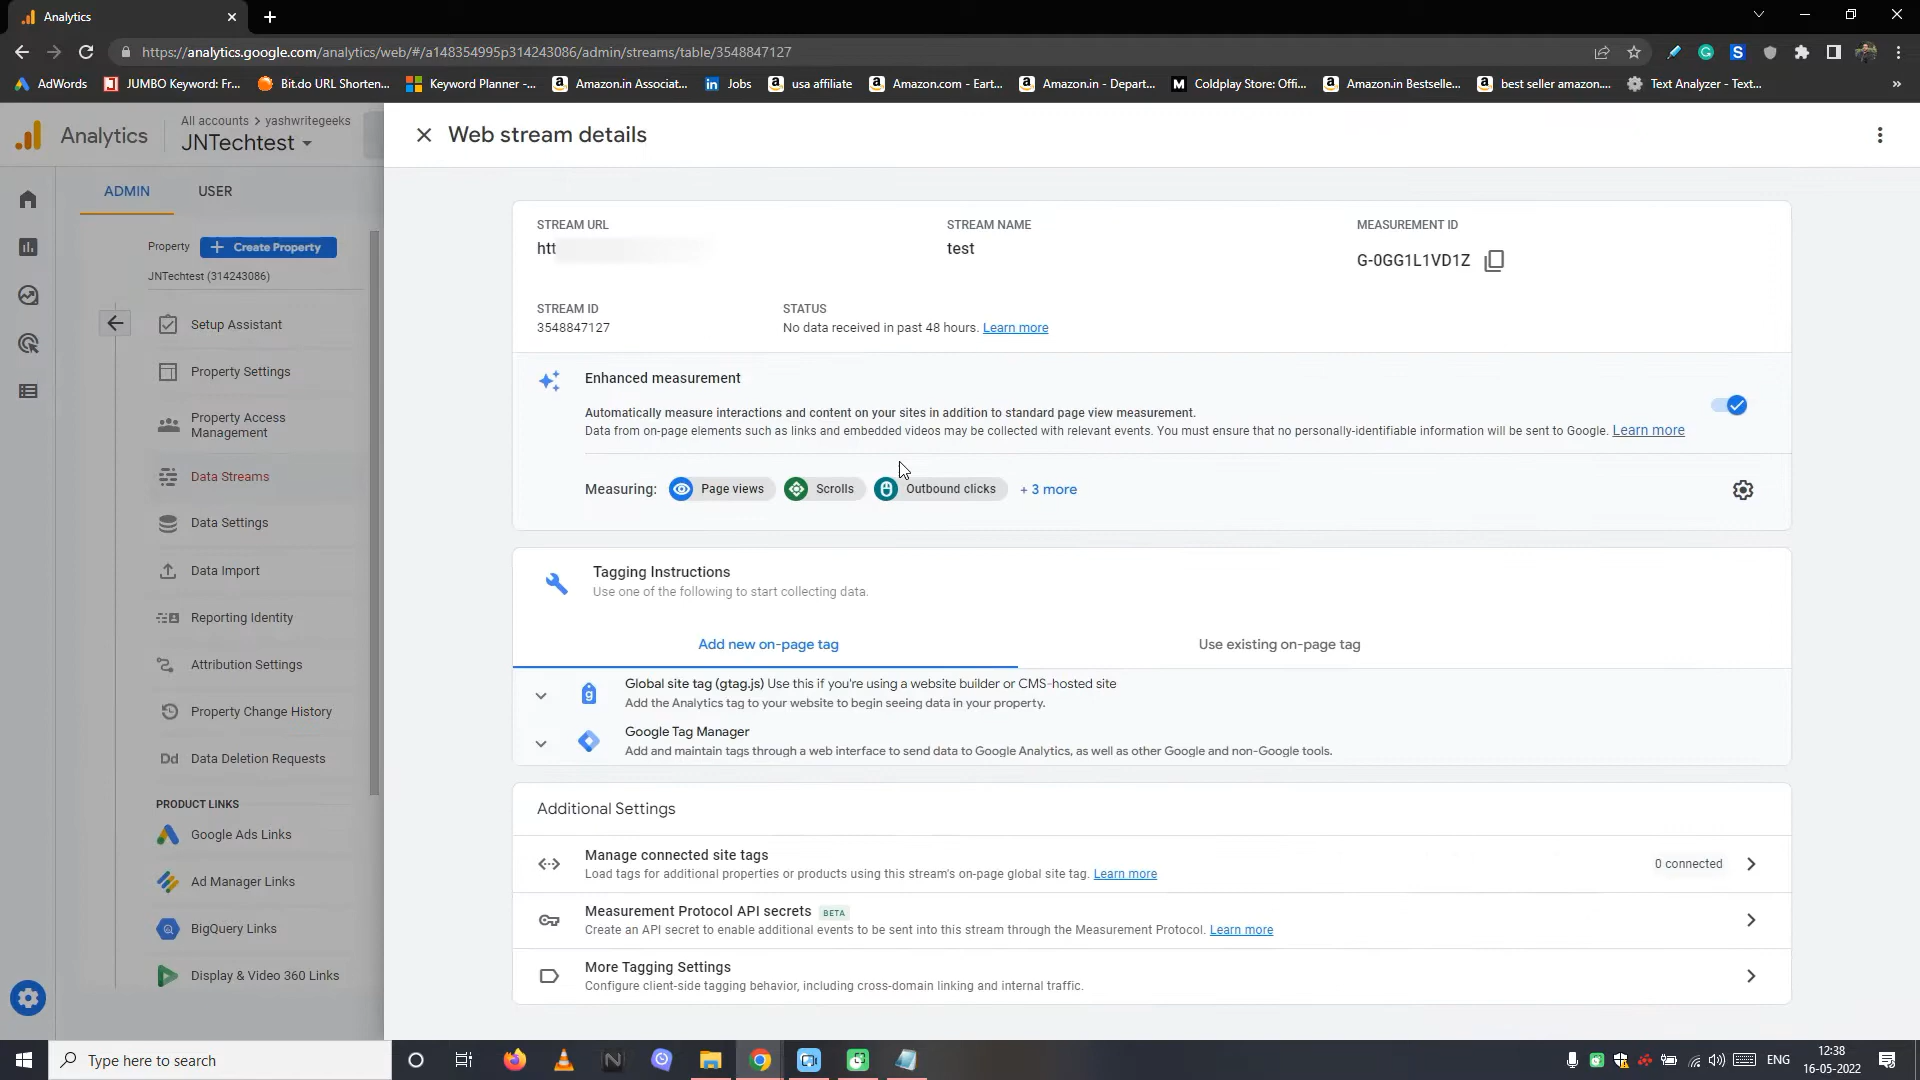 Analytics
https://analytics.google.com/analytics/web/#/a148354995p314243086/admin/streams/table/3548847127
AdWords
JUMBO Keyword: Fr...
Bit.do URL Shorten...
Keyword Planner -...
Amazon.in Associat...
Jobs
usa affiliate
Amazon.com - Eart...
Amazon.in - Depart...
Coldplay Store: Offi...
Amazon.in Bestselle...
best seller amazon....
Text Analyzer - Text...
Analytics
All accounts > yashwritegeeks
JNTechtest
Web stream details
ADMIN
USER
Property
Create Property
JNTechtest (314243086)
Setup Assistant
Property Settings
Property Access
Management
Data Streams
Data Settings
Data Import
Reporting Identity
Attribution Settings
Property Change History
Dd Data Deletion Requests
PRODUCT LINKS
Google Ads Links
Ad Manager Links
BigQuery Links
Display & Video 360 Links
STREAM URL
htt
STREAM NAME
test
MEASUREMENT ID
G-0GG1L1VD1Z
STREAM ID
3548847127
STATUS
No data received in past 48 hours. Learn more
Enhanced measurement
Automatically measure interactions and content on your sites in addition to standard page view measurement.
Data from on-page elements such as links and embedded videos may be collected with relevant events. You must ensure that no personally-identifiable information will be sent to Google. Learn more
Measuring:
Page views
Scrolls
Outbound clicks
+ 3 more
Tagging Instructions
Use one of the following to start collecting data.
Add new on-page tag
Use existing on-page tag
Global site tag (gtag.js) Use this if you're using a website builder or CMS-hosted site
Add the Analytics tag to your website to begin seeing data in your property.
Google Tag Manager
Add and maintain tags through a web interface to send data to Google Analytics, as well as other Google and non-Google tools.
Additional Settings
Manage connected site tags
Load tags for additional properties or products using this stream's on-page global site tag. Learn more
0 connected
Measurement Protocol API secrets BETA
Create an API secret to enable additional events to be sent into this stream through the Measurement Protocol. Learn more
More Tagging Settings
Configure client-side tagging behavior, including cross-domain linking and internal traffic.
Type here to search
ENG
12:38
16-05-2022